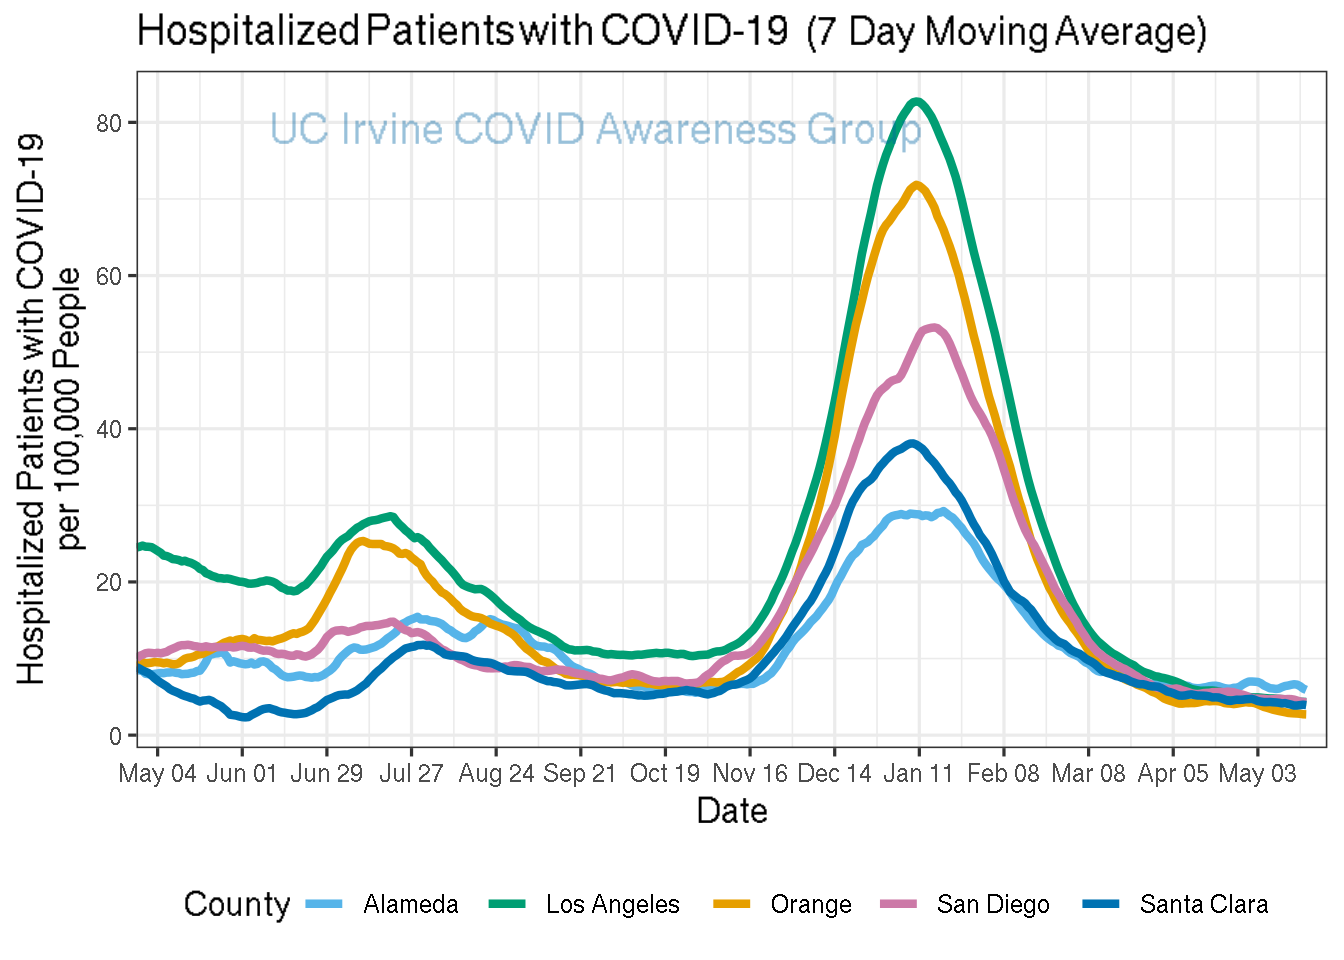 Hospitalized Patients with COVID-19 (7 Day Moving Average)
UC Irvine COVID Awareness Group
Hospitalized Patients with COVID-19
per 100,000 People
80
60
40
20
0
May 04 Jun 01 Jun 29 Jul 27 Aug 24 Sep 21 Oct 19 Nov 16 Dec 14 Jan 11 Feb 08 Mar 08 Apr 05 May 03
Date
County Alameda Los Angeles Orange San Diego Santa Clara